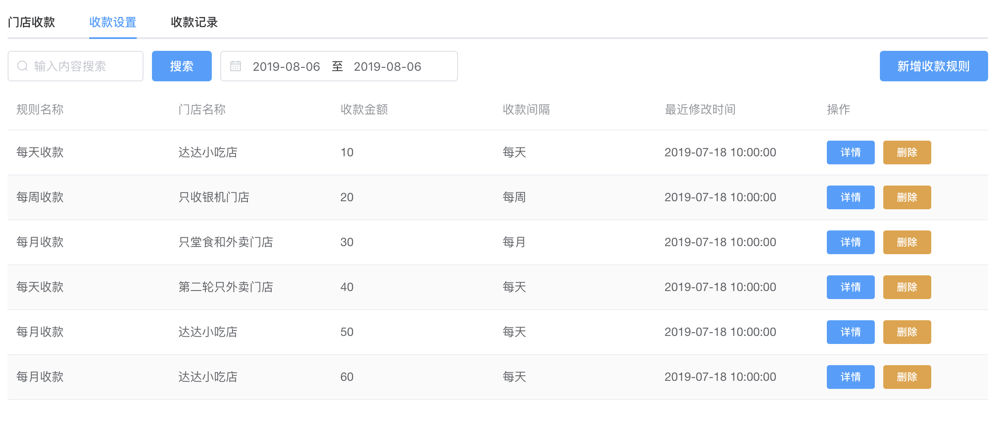 门店收款 收款设置 收款记录
输入内容搜索 搜索 2019-08-06 至 2019-08-06 新增收款规则
规则名称 门店名称 收款金额 收款间隔 最近修改时间 操作
每天收款 达达小吃店 10 每天 2019-07-18 10:00:00 详情 删除
每周收款 只收银机门店 20 每周 2019-07-18 10:00:00 详情 删除
每月收款 只堂食和外卖门店 30 每月 2019-07-18 10:00:00 详情 删除
每天收款 第二轮只外卖门店 40 每天 2019-07-18 10:00:00 详情 删除
每月收款 达达小吃店 50 每天 2019-07-18 10:00:00 详情 删除
每月收款 达达小吃店 60 每天 2019-07-18 10:00:00 详情 删除